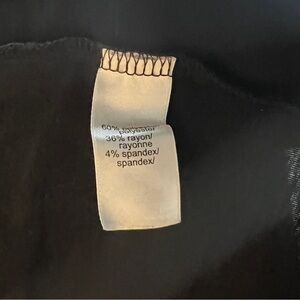 60% polyester/
36% rayon/
rayonne
4% spandex/
spandex/